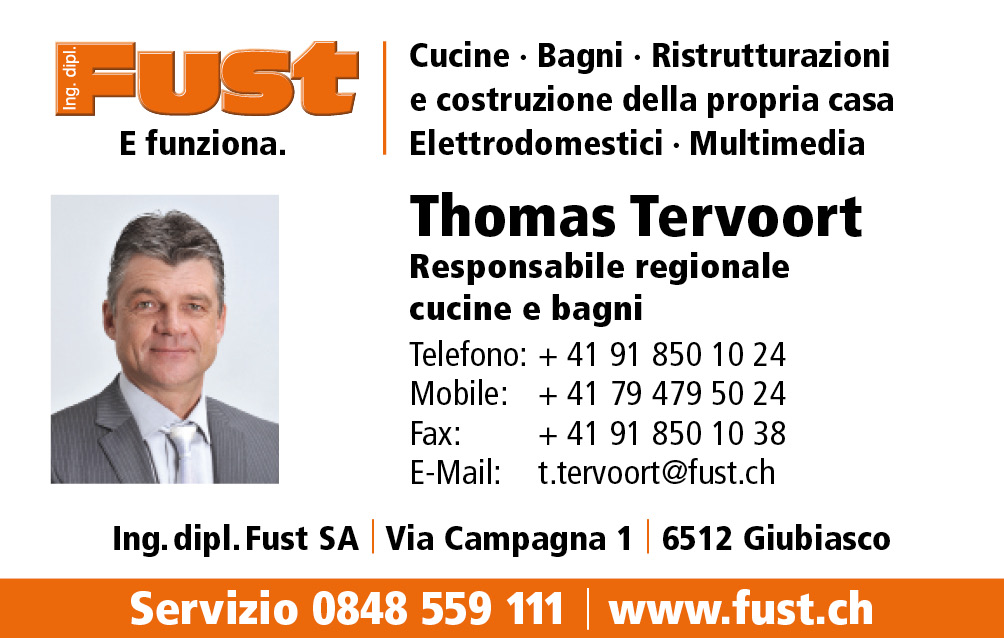 Ing. dipl.
Fust
E funziona.
Cucine · Bagni · Ristrutturazioni
e costruzione della propria casa
Elettrodomestici · Multimedia
Thomas Tervoort
Responsabile regionale
cucine e bagni
Telefono: + 41 91 850 10 24
Mobile: + 41 79 479 50 24
Fax: + 41 91 850 10 38
E-Mail: t.tervoort@fust.ch
Ing. dipl. Fust SA | Via Campagna 1 | 6512 Giubiasco
Servizio 0848 559 111 | www.fust.ch